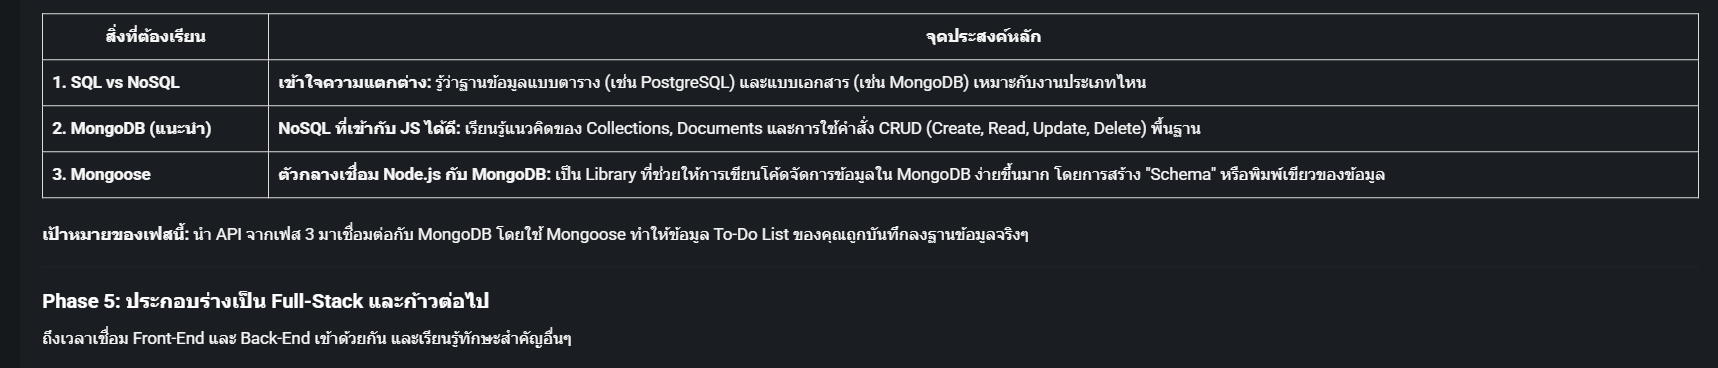 สิ่งที่ต้องเรียน จุดประสงค์หลัก
1. SQL vs NoSQL เข้าใจความแตกต่าง: รู้ว่าฐานข้อมูลแบบตาราง (เช่น PostgreSQL) และแบบเอกสาร (เช่น MongoDB) เหมาะกับงานประเภทไหน
2. MongoDB (แนะนำ) NoSQL ที่เข้ากับ JS ได้ดี: เรียนรู้แนวคิดของ Collections, Documents และการใช้คำสั่ง CRUD (Create, Read, Update, Delete) พื้นฐาน
3. Mongoose ตัวกลางเชื่อม Node.js กับ MongoDB: เป็น Library ที่ช่วยให้การเขียนโค้ดจัดการข้อมูลใน MongoDB ง่ายขึ้นมาก โดยการสร้าง "Schema" หรือพิมพ์เขียวของข้อมูล
เป้าหมายของเฟสนี้: นำ API จากเฟส 3 มาเชื่อมต่อกับ MongoDB โดยใช้ Mongoose ทำให้ข้อมูล To-Do List ของคุณถูกบันทึกลงฐานข้อมูลจริงๆ
Phase 5: ประกอบร่างเป็น Full-Stack และก้าวต่อไป
ถึงเวลาเชื่อม Front-End และ Back-End เข้าด้วยกัน และเรียนรู้ทักษะสำคัญอื่นๆ